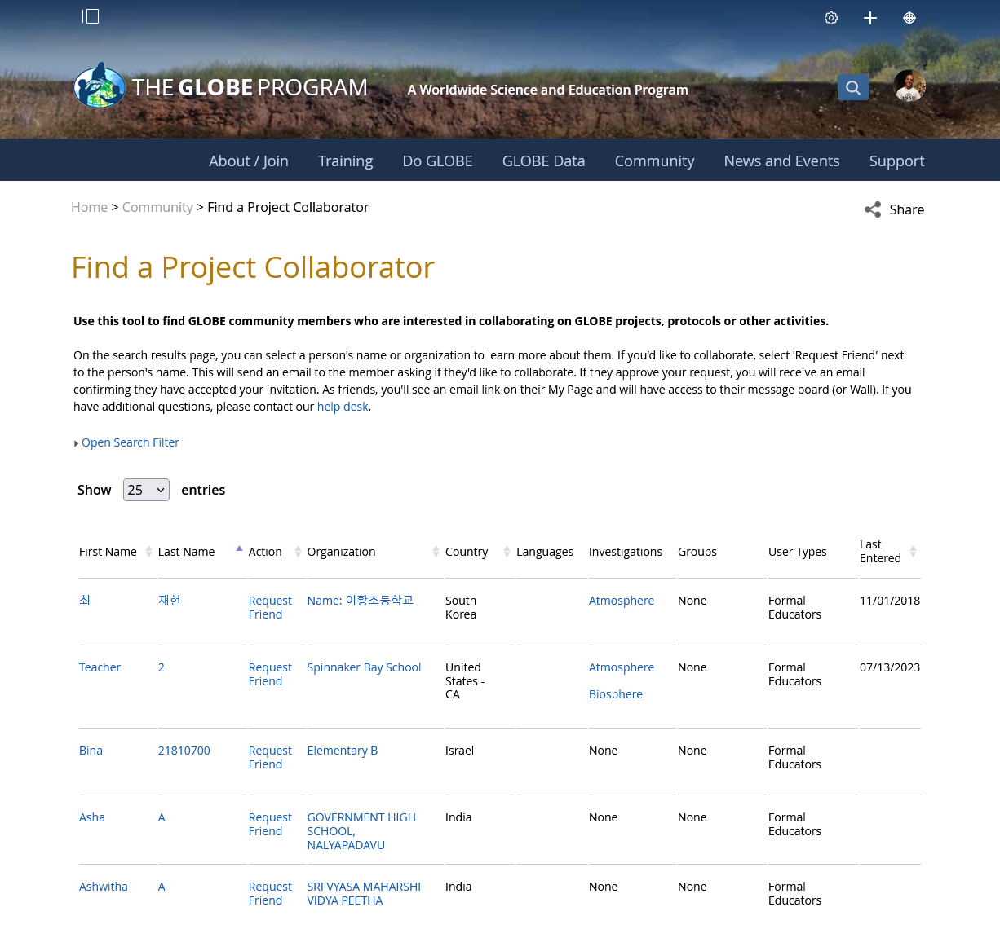 THE GLOBE PROGRAM
A Worldwide Science and Education Program
About / Join Training Do GLOBE GLOBE Data Community News and Events Support
Home > Community > Find a Project Collaborator
Share
Find a Project Collaborator
Use this tool to find GLOBE community members who are interested in collaborating on GLOBE projects, protocols or other activities.
On the search results page, you can select a person's name or organization to learn more about them. If you'd like to collaborate, select 'Request Friend' next
to the person's name. This will send an email to the member asking if they'd like to collaborate. If they approve your request, you will receive an email
confirming they have accepted your invitation. As friends, you'll see an email link on their My Page and will have access to their message board (or Wall). If you
have additional questions, please contact our help desk.
Open Search Filter
Show 25 entries
First Name Last Name Action Organization Country Languages Investigations Groups User Types Last
Entered
최 재현 Request Name: 이황초등학교 South Atmosphere None Formal 11/01/2018
Friend Korea Educators
Teacher 2 Request Spinnaker Bay School United Atmosphere None Formal 07/13/2023
Friend States - Educators
CA Biosphere
Bina 21810700 Request Elementary B Israel None None Formal
Friend Educators
Asha A Request GOVERNMENT HIGH India None None Formal
Friend SCHOOL, Educators
NALYAPADAVU
Ashwitha A Request SRI VYASA MAHARSHI India None None Formal
Friend VIDYA PEETHA Educators